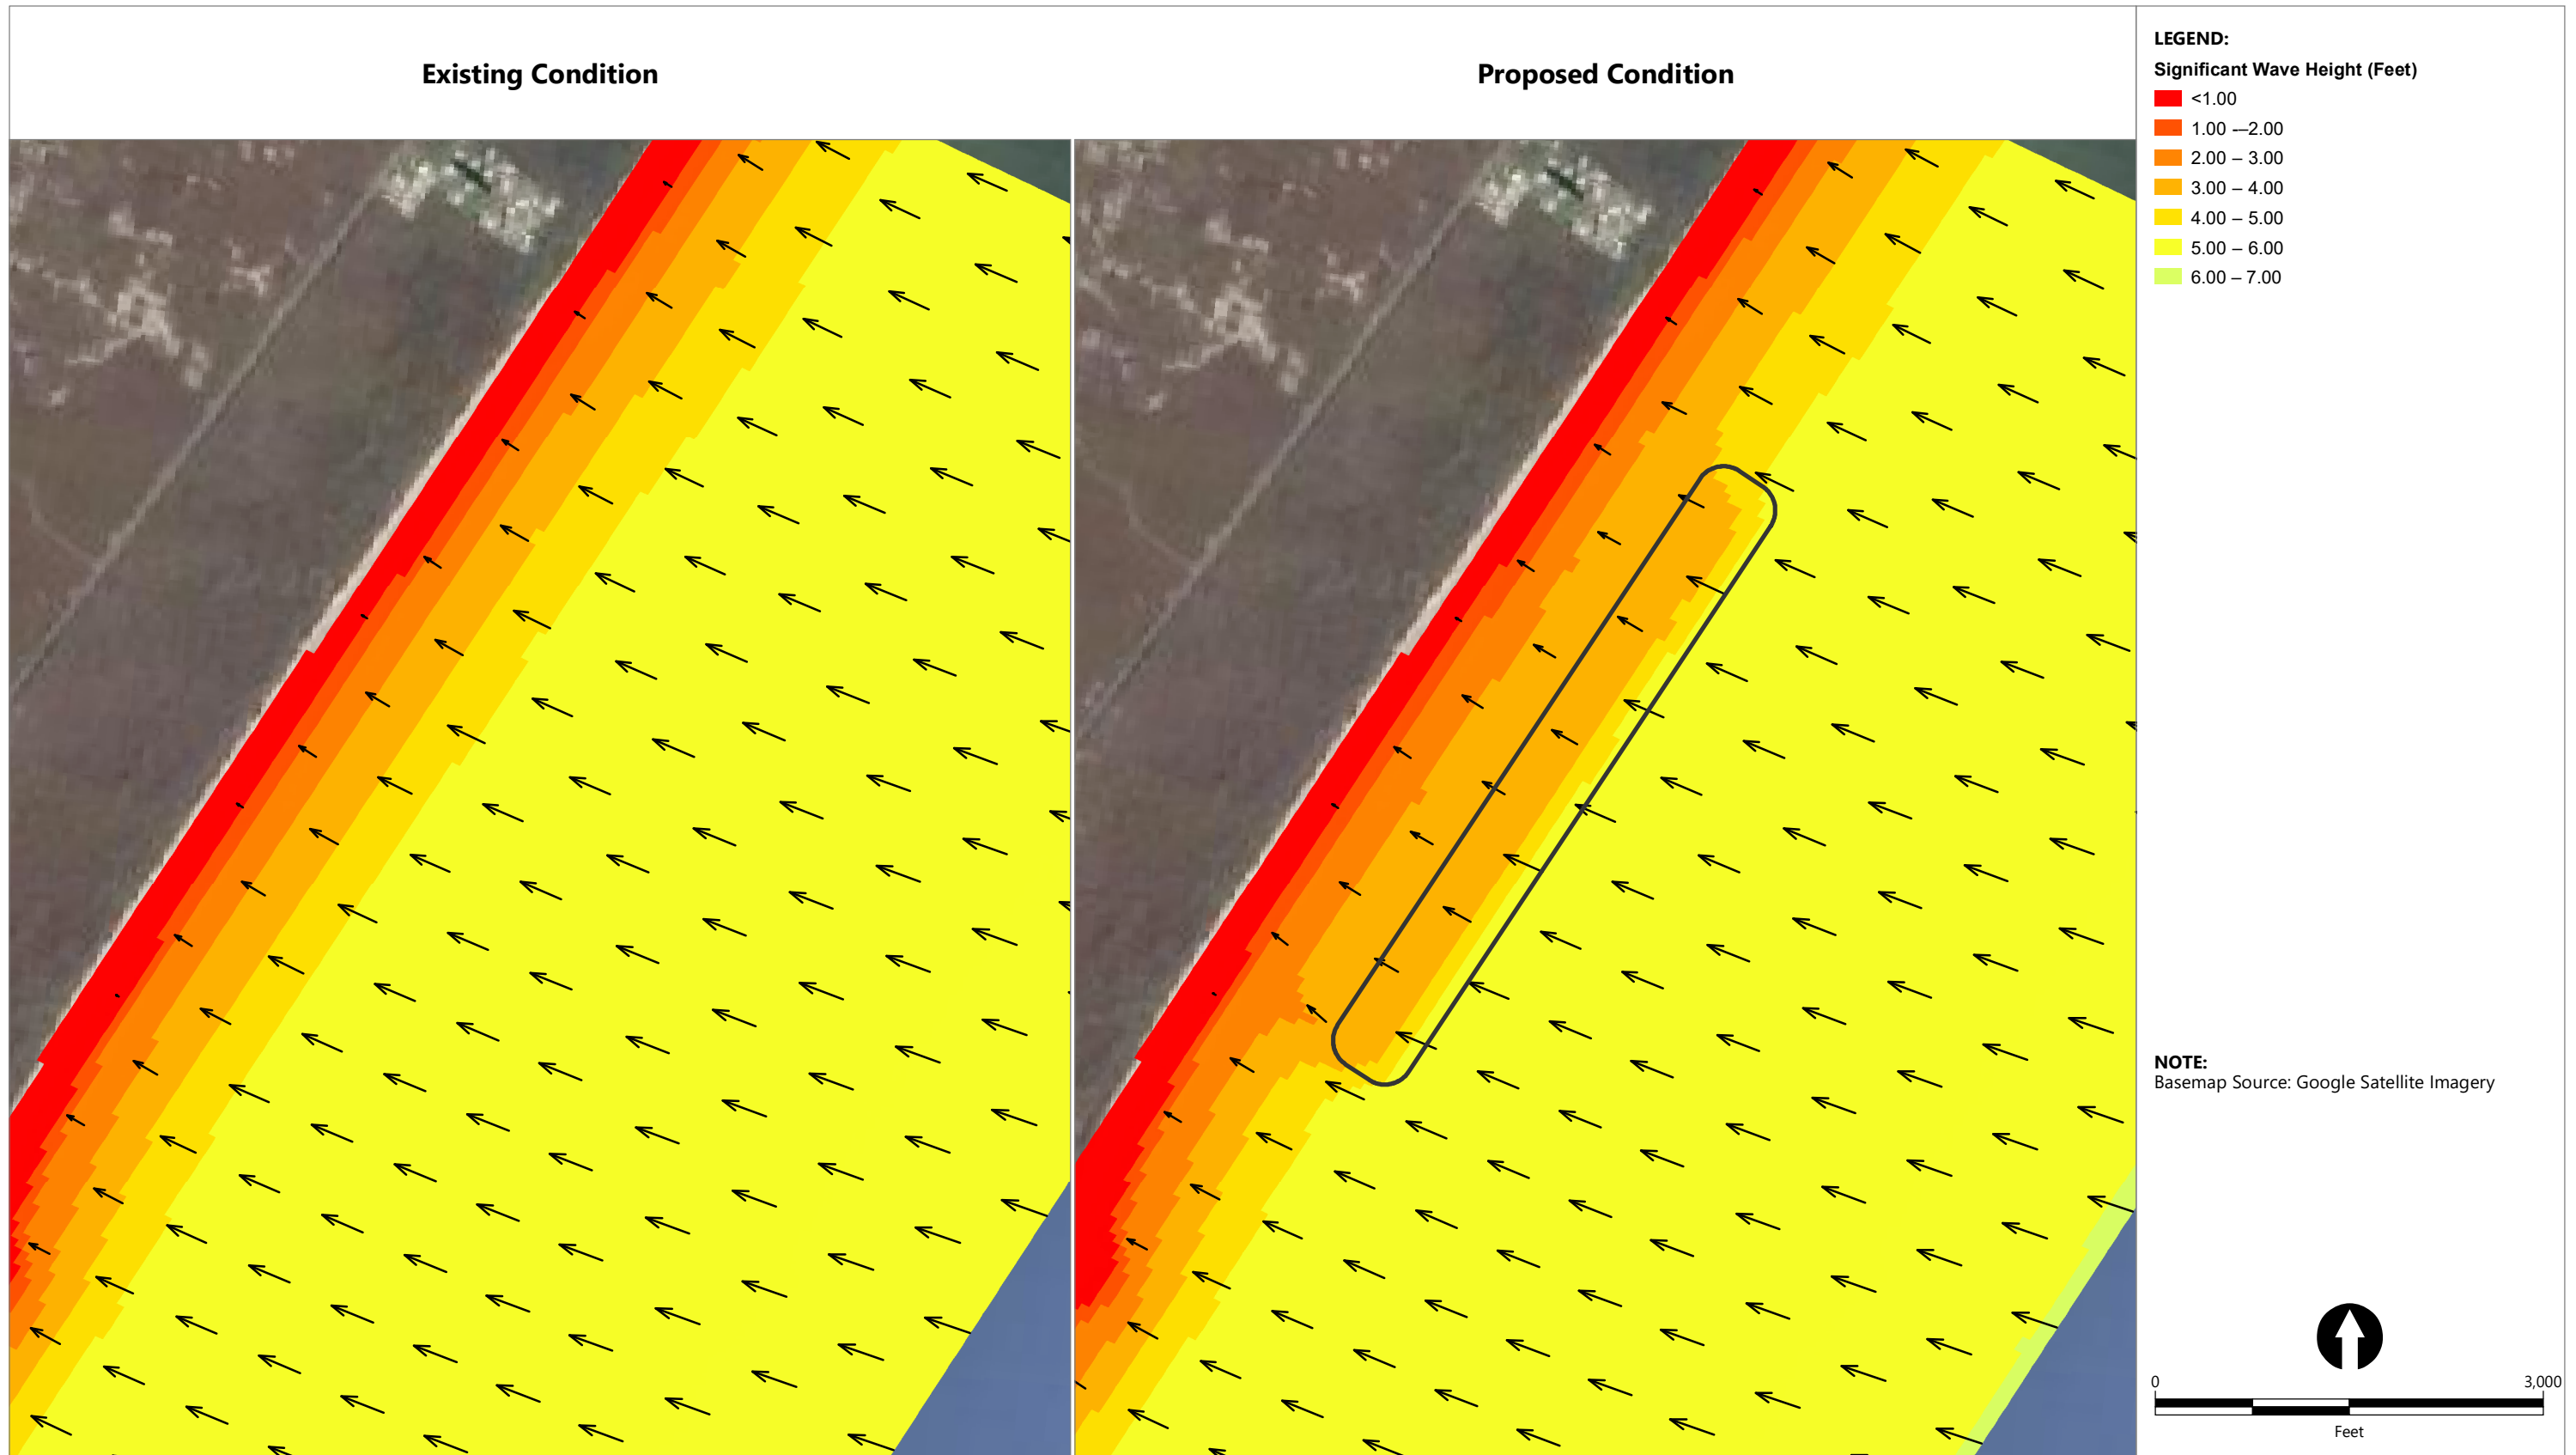 Existing Condition
Proposed Condition
LEGEND:
Significant Wave Height (Feet)
<1.00
1.00 -–2.00
2.00 – 3.00
3.00 – 4.00
4.00 – 5.00
5.00 – 6.00
6.00 – 7.00
NOTE:
Basemap Source: Google Satellite Imagery
0 3,000
Feet